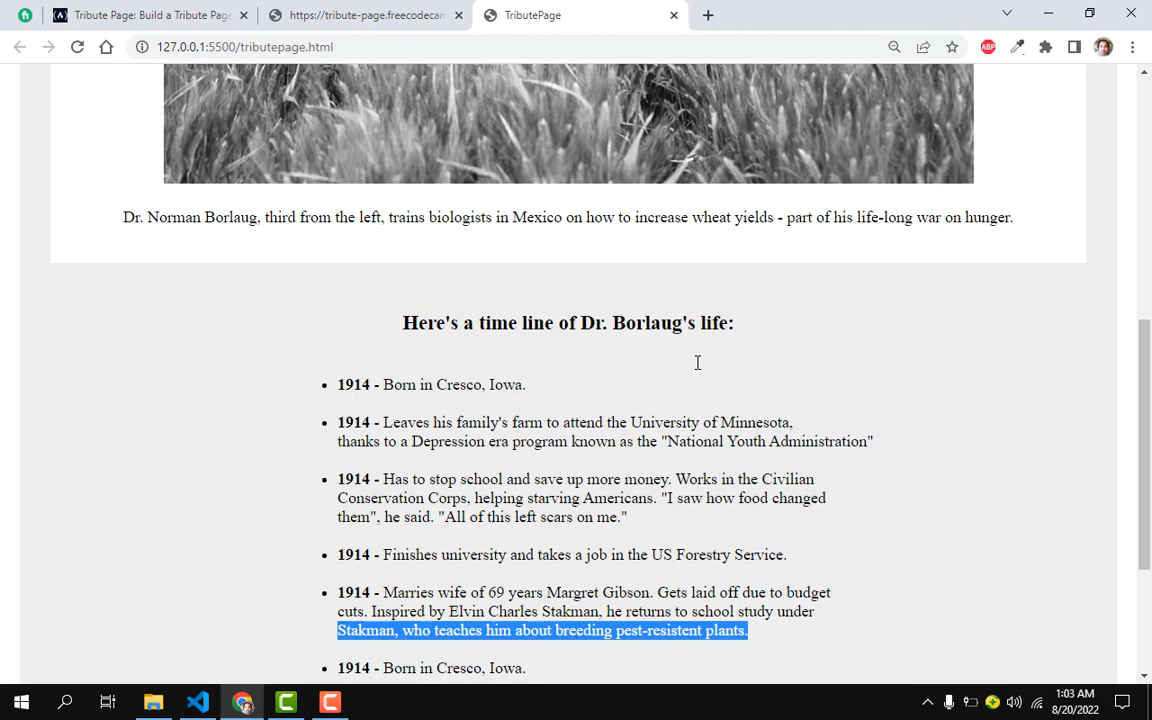 Tribute Page: Build a Tribute Page
https://tribute-page.freecodecam
TributePage
127.0.0.1:5500/tributepage.html
ABP
Dr. Norman Borlaug, third from the left, trains biologists in Mexico on how to increase wheat yields - part of his life-long war on hunger.
Here's a time line of Dr. Borlaug's life:
1914 - Born in Cresco, Iowa.
1914 - Leaves his family's farm to attend the University of Minnesota,
thanks to a Depression era program known as the "National Youth Administration"
1914 - Has to stop school and save up more money. Works in the Civilian
Conservation Corps, helping starving Americans. "I saw how food changed
them", he said. "All of this left scars on me."
1914 - Finishes university and takes a job in the US Forestry Service.
1914 - Marries wife of 69 years Margret Gibson. Gets laid off due to budget
cuts. Inspired by Elvin Charles Stakman, he returns to school study under
Stakman, who teaches him about breeding pest-resistent plants.
1914 - Born in Cresco, Iowa.
1:03 AM
8/20/2022